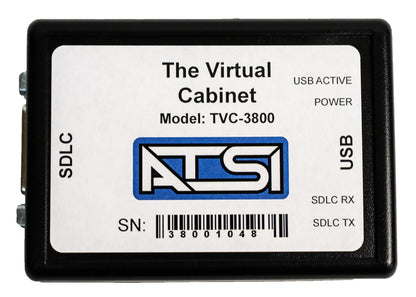 The Virtual
Cabinet
Model: TVC-3800
USB ACTIVE
POWER
SDLC
ATSI
USB
SDLC RX
SDLC TX
SN:
38001048